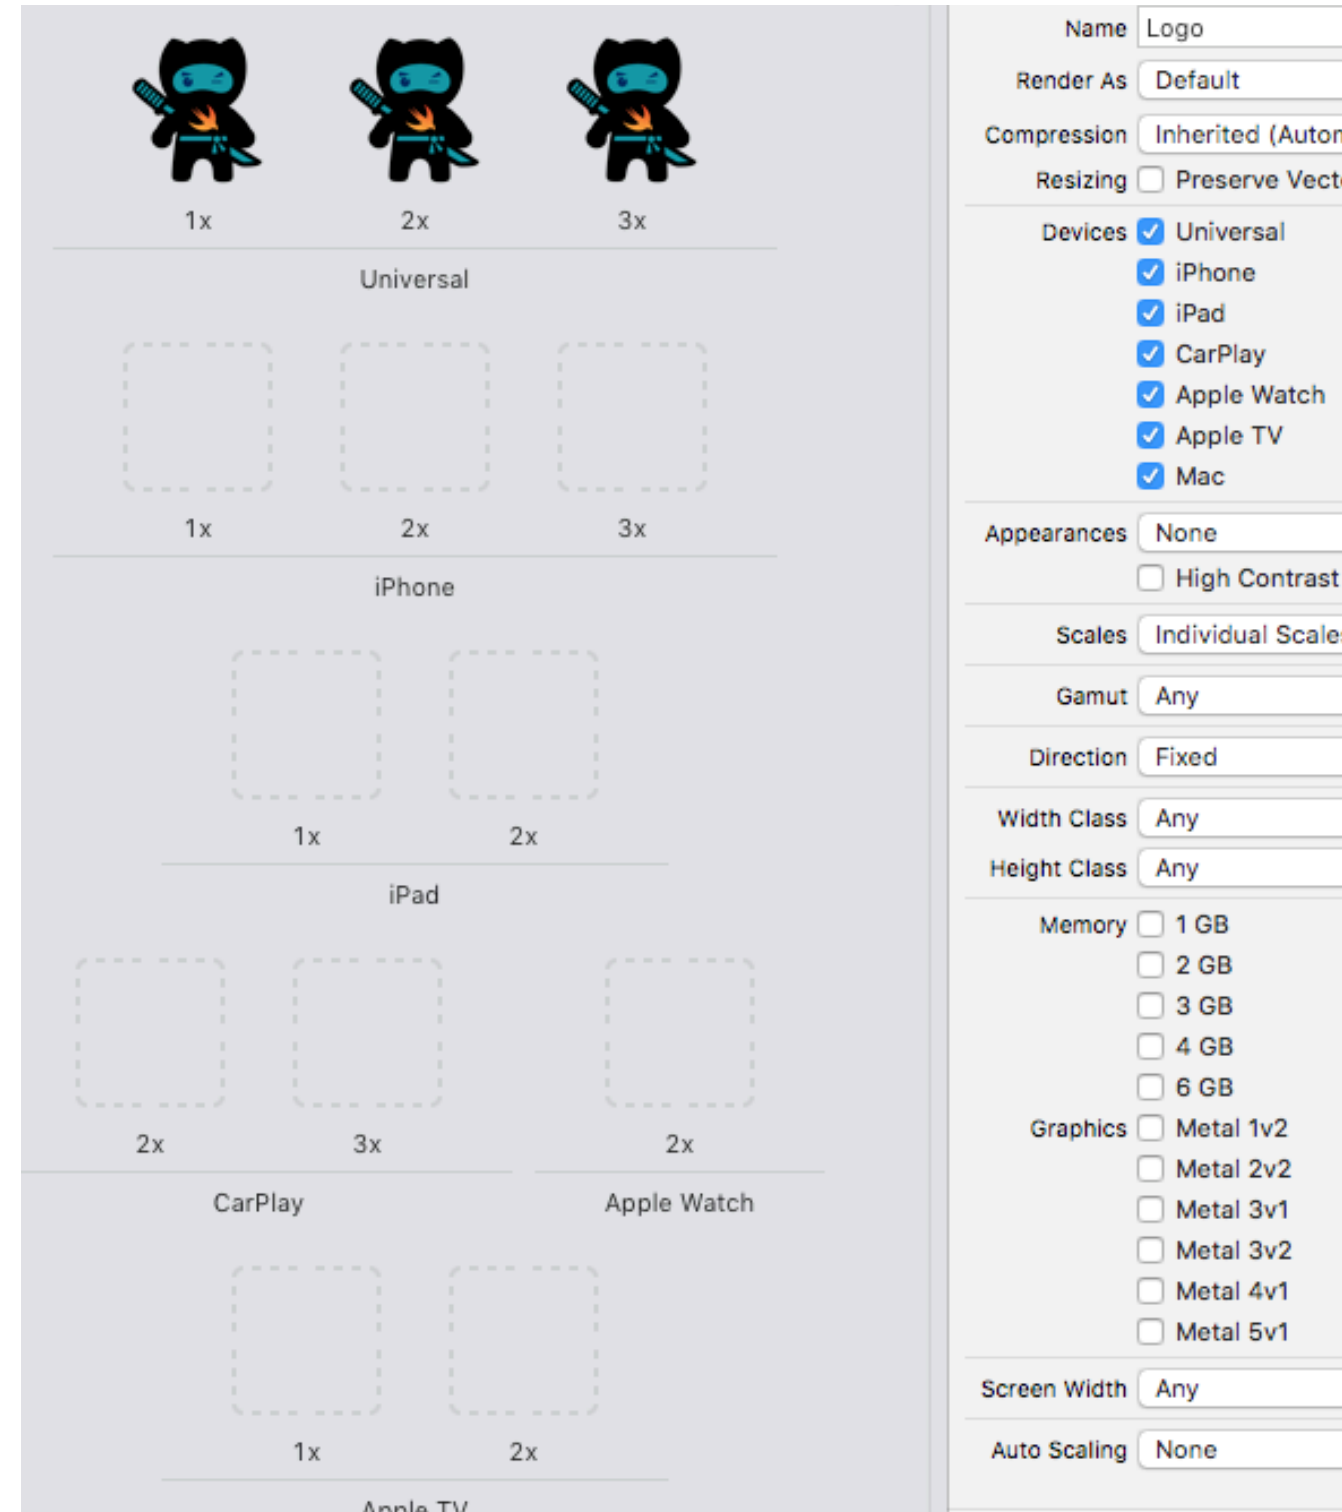 1x 2x 3x
Universal
1x 2x 3x
iPhone
1x 2x
iPad
2x 3x 2x
CarPlay Apple Watch
1x 2x
Apple TV
Name Logo
Render As Default
Compression Inherited (Autom
Resizing Preserve Vect
Devices Universal
iPhone
iPad
CarPlay
Apple Watch
Apple TV
Mac
Appearances None
High Contrast
Scales Individual Scales
Gamut Any
Direction Fixed
Width Class Any
Height Class Any
Memory 1 GB
2 GB
3 GB
4 GB
6 GB
Graphics Metal 1v2
Metal 2v2
Metal 3v1
Metal 3v2
Metal 4v1
Metal 5v1
Screen Width Any
Auto Scaling None